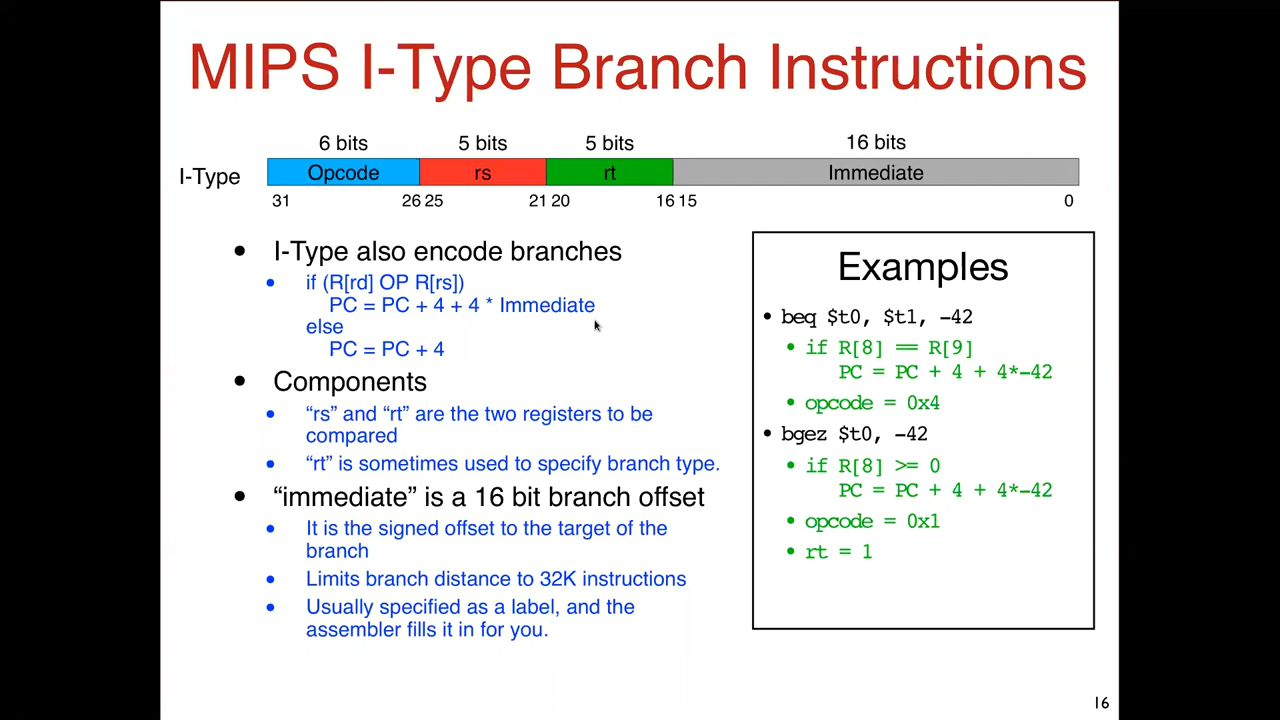 MIPS I-Type Branch Instructions
6 bits 5 bits 5 bits 16 bits
I-Type Opcode rs rt Immediate
31 26 25 21 20 16 15 0
• I-Type also encode branches
• if (R[rd] OP R[rs])
PC = PC + 4 + 4 * Immediate
else
PC = PC + 4
• Components
• “rs” and “rt” are the two registers to be
compared
• “rt” is sometimes used to specify branch type.
• “immediate” is a 16 bit branch offset
• It is the signed offset to the target of the
branch
• Limits branch distance to 32K instructions
• Usually specified as a label, and the
assembler fills it in for you.
Examples
• beq $t0, $t1, -42
• if R[8] == R[9]
PC = PC + 4 + 4*-42
• opcode = 0x4
• bgez $t0, -42
• if R[8] >= 0
PC = PC + 4 + 4*-42
• opcode = 0x1
• rt = 1
16